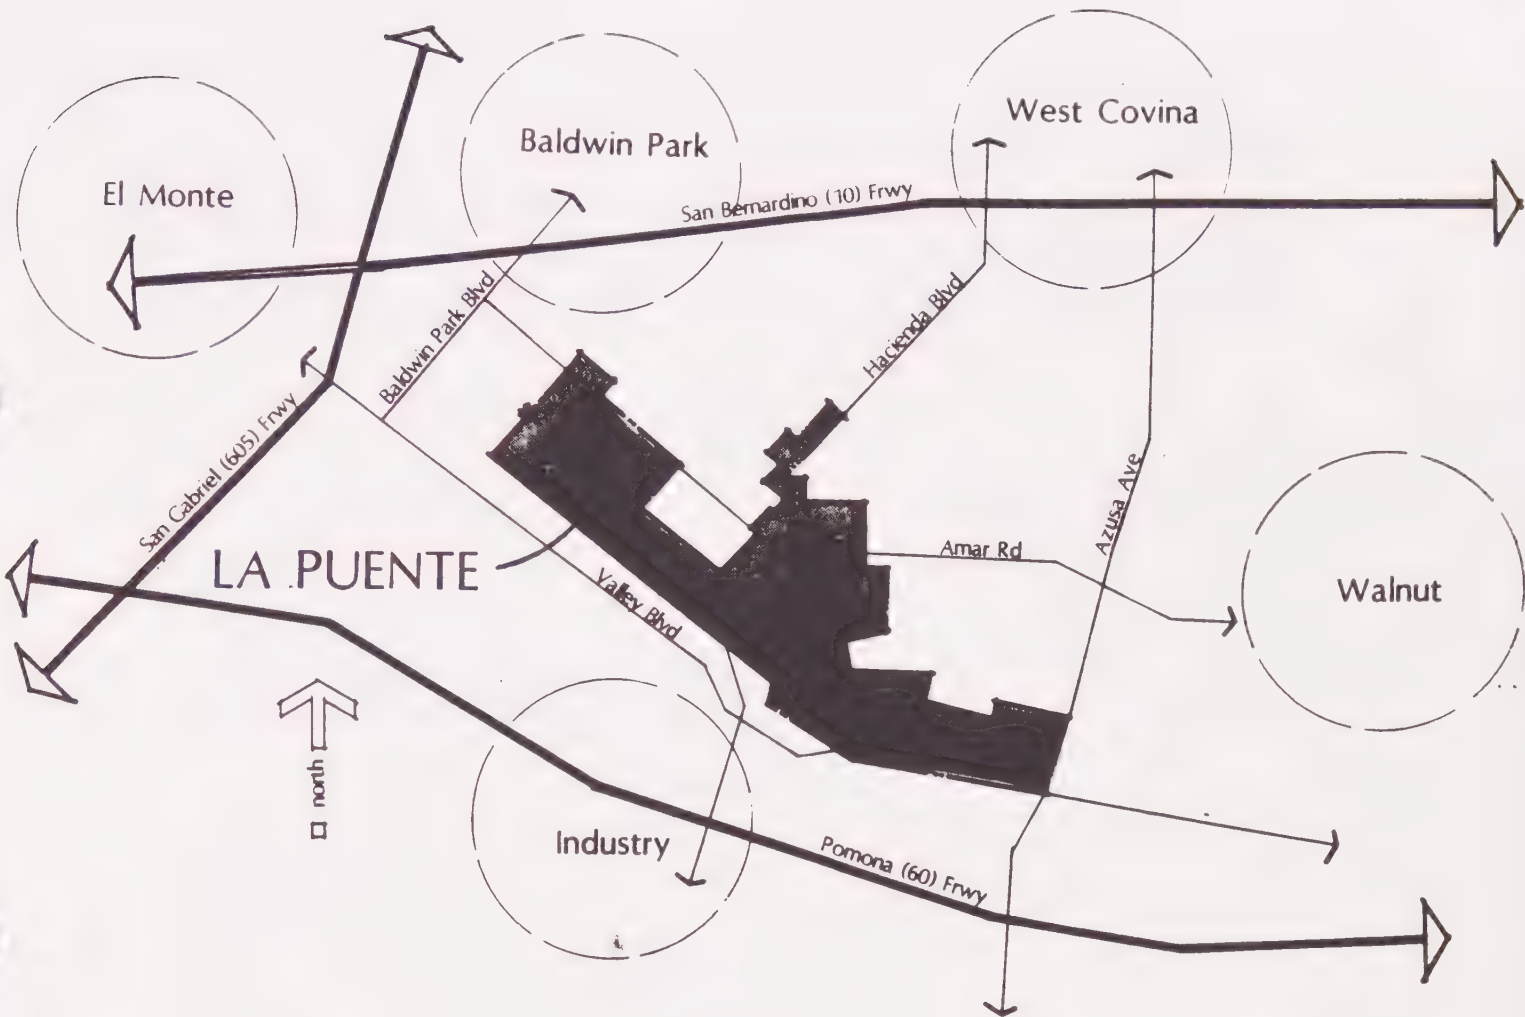 West Covina
Baldwin Park
El Monte
San Bernardino (10) Frwy
Baldwin Park Blvd
Hacienda Blvd
San Gabriel (605) Frwy
Azusa Ave
Amar Rd
LA PUENTE
Valley Blvd
Walnut
north
Industry
Pomona (60) Frwy